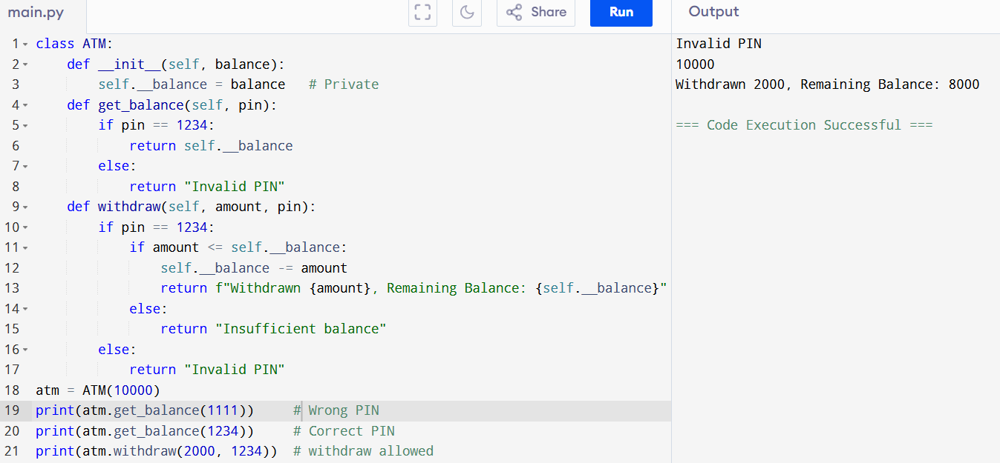 main.py
Share
Run
Output
1 class ATM:
2     def __init__(self, balance):
3         self.__balance = balance   # Private
4     def get_balance(self, pin):
5         if pin == 1234:
6             return self.__balance
7         else:
8             return "Invalid PIN"
9     def withdraw(self, amount, pin):
10         if pin == 1234:
11             if amount <= self.__balance:
12                 self.__balance -= amount
13                 return f"Withdrawn {amount}, Remaining Balance: {self.__balance}"
14             else:
15                 return "Insufficient balance"
16         else:
17             return "Invalid PIN"
18 atm = ATM(10000)
19 print(atm.get_balance(1111))     # Wrong PIN
20 print(atm.get_balance(1234))     # Correct PIN
21 print(atm.withdraw(2000, 1234))  # withdraw allowed
Invalid PIN
10000
Withdrawn 2000, Remaining Balance: 8000
=== Code Execution Successful ===